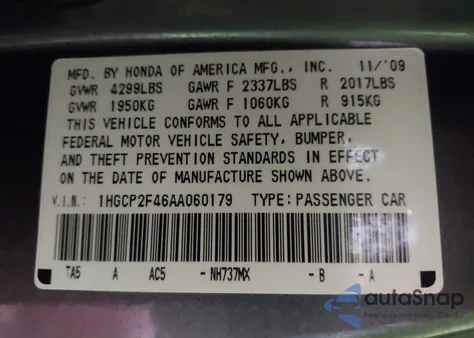 MFD. BY HONDA OF AMERICA MFG., INC. 11/'09
GVWR 4299LBS GAWR F 2337LBS R 2017LBS
GVWR 1950KG GAWR F 1060KG R 915KG
THIS VEHICLE CONFORMS TO ALL APPLICABLE
FEDERAL MOTOR VEHICLE SAFETY, BUMPER,
AND THEFT PREVENTION STANDARDS IN EFFECT
ON THE DATE OF MANUFACTURE SHOWN ABOVE.
V.I.N.: 1HGCP2F46AA060179 TYPE: PASSENGER CAR
TA5 A AC5 -NH737MX -B -A
autoSnap